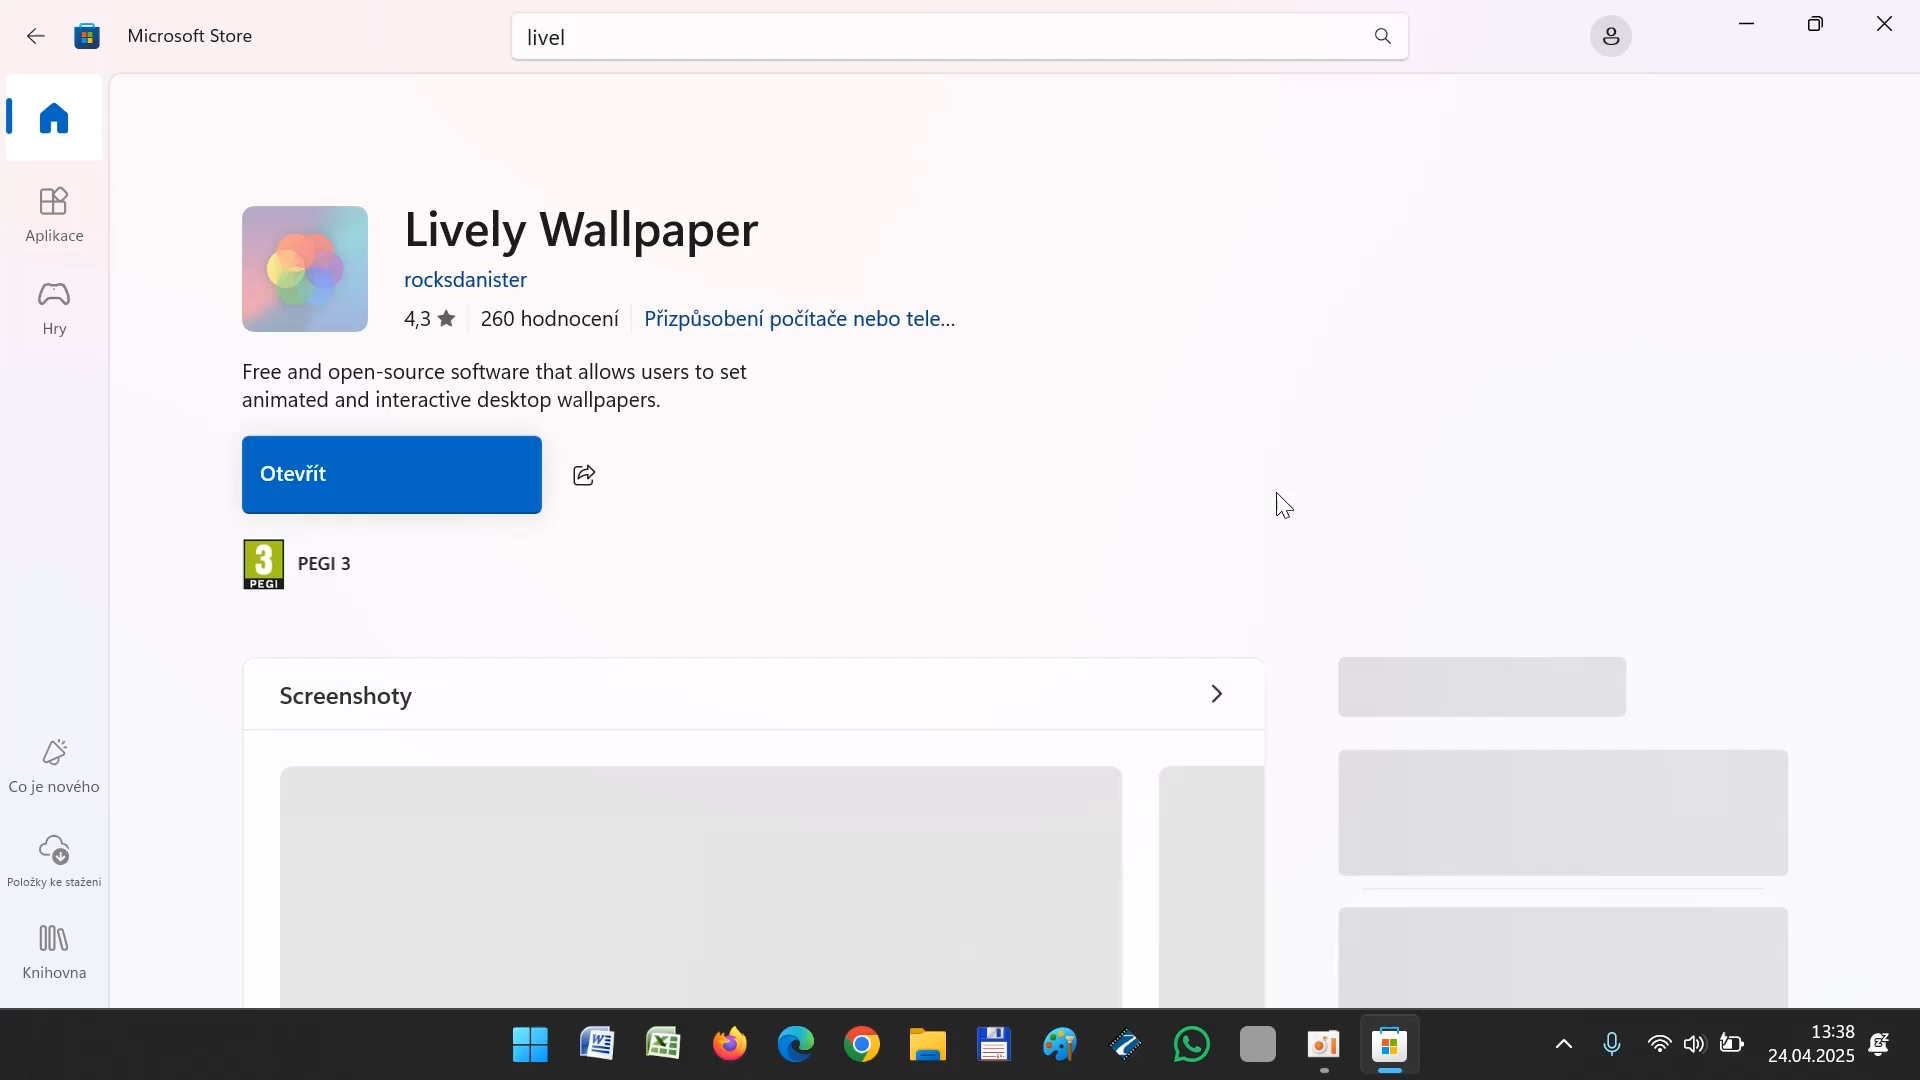 Microsoft Store
livel
Aplikace
Hry
Lively Wallpaper
rocksdanister
4,3 ★ 260 hodnocení Přizpůsobení počítače nebo tele...
Free and open-source software that allows users to set
animated and interactive desktop wallpapers.
Otevřít
3
PEGI
PEGI 3
Screenshoty
Co je nového
Položky ke stažení
Knihovna
13:38
24.04.2025